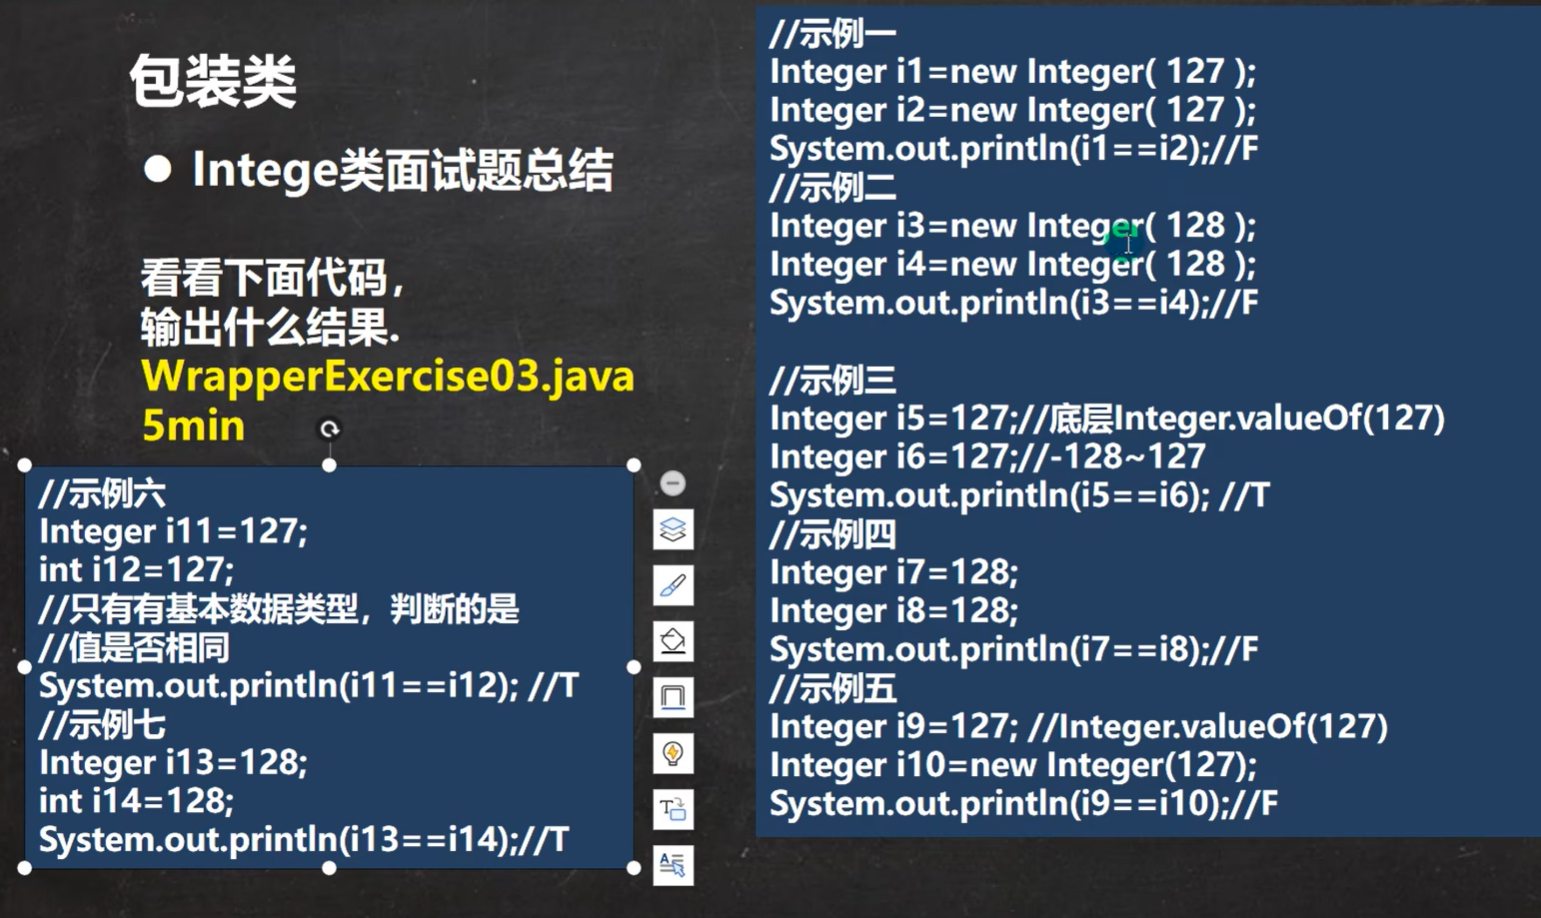 包装类
● Intege类面试题总结
看看下面代码，
输出什么结果.
WrapperExercise03.java
5min
//示例六
Integer i11=127;
int i12=127;
//只有有基本数据类型，判断的是
//值是否相同
System.out.println(i11==i12); //T
//示例七
Integer i13=128;
int i14=128;
System.out.println(i13==i14);//T
//示例一
Integer i1=new Integer( 127 );
Integer i2=new Integer( 127 );
System.out.println(i1==i2);//F
//示例二
Integer i3=new Integer( 128 );
Integer i4=new Integer( 128 );
System.out.println(i3==i4);//F
//示例三
Integer i5=127;//底层Integer.valueOf(127)
Integer i6=127;//-128~127
System.out.println(i5==i6); //T
//示例四
Integer i7=128;
Integer i8=128;
System.out.println(i7==i8);//F
//示例五
Integer i9=127; //Integer.valueOf(127)
Integer i10=new Integer(127);
System.out.println(i9==i10);//F